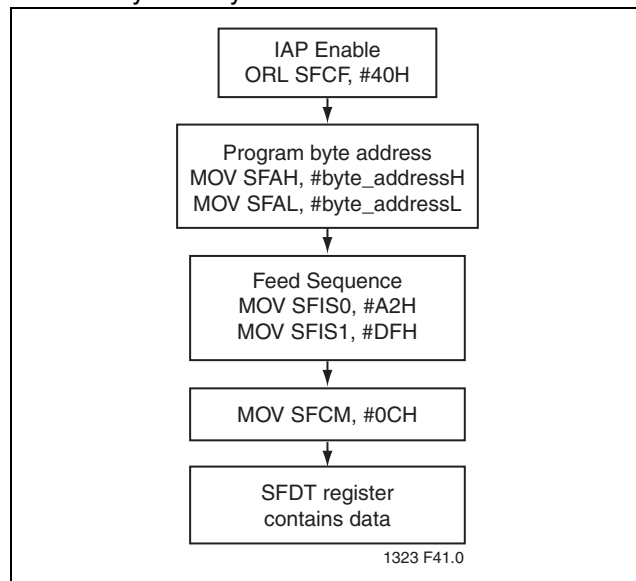 IAP Enable
ORL SFCF, #40H
Program byte address
MOV SFAH, #byte_addressH
MOV SFAL, #byte_addressL
Feed Sequence
MOV SFIS0, #A2H
MOV SFIS1, #DFH
MOV SFCM, #0CH
SFDT register
contains data
1323 F41.0